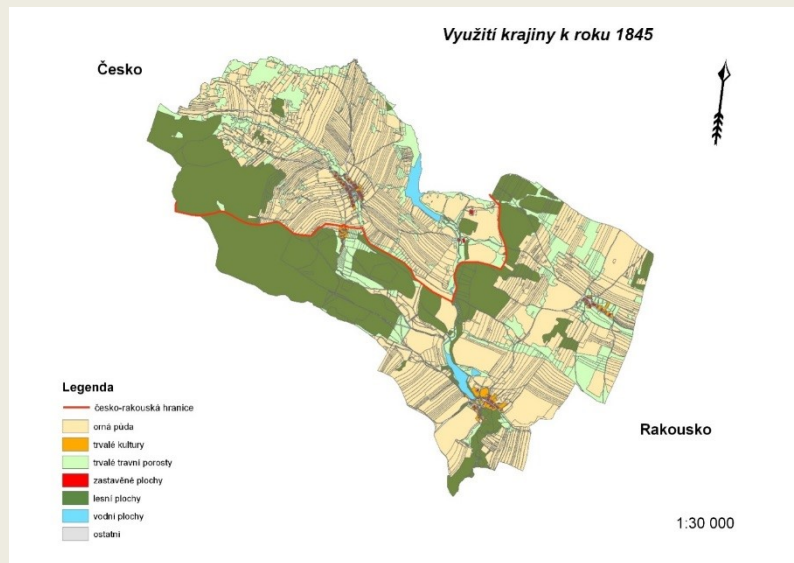 Využití krajiny k roku 1845
Česko
Legenda
česko-rakouská hranice
orná půda
trvalé kultury
trvalé travní porosty
zastavěné plochy
lesní plochy
vodní plochy
ostatní
Rakousko
1:30 000